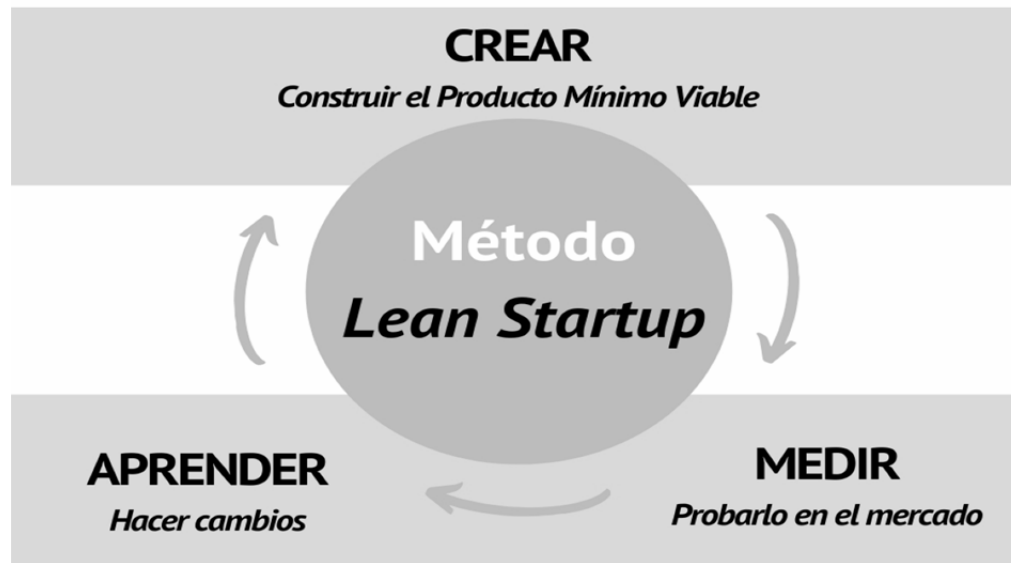 CREAR
Construir el Producto Mínimo Viable
Método
Lean Startup
APRENDER
Hacer cambios
MEDIR
Probarlo en el mercado